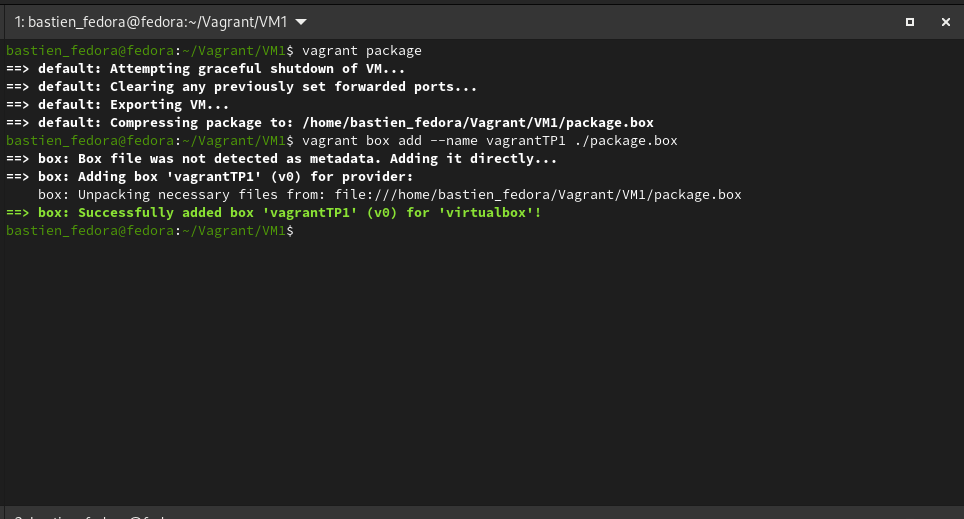 1: bastien_fedora@fedora:~/Vagrant/VM1
bastien_fedora@fedora:~/Vagrant/VM1$ vagrant package
==> default: Attempting graceful shutdown of VM...
==> default: Clearing any previously set forwarded ports...
==> default: Exporting VM...
==> default: Compressing package to: /home/bastien_fedora/Vagrant/VM1/package.box
bastien_fedora@fedora:~/Vagrant/VM1$ vagrant box add --name vagrantTP1 ./package.box
==> box: Box file was not detected as metadata. Adding it directly...
==> box: Adding box 'vagrantTP1' (v0) for provider:
    box: Unpacking necessary files from: file:///home/bastien_fedora/Vagrant/VM1/package.box
==> box: Successfully added box 'vagrantTP1' (v0) for 'virtualbox'!
bastien_fedora@fedora:~/Vagrant/VM1$